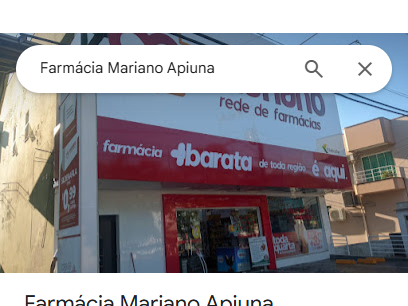 Farmácia Mariano Apiuna
rede de farmácias
farmácia +barata de toda região é aqui.
Farmácia Mariano Apiuna